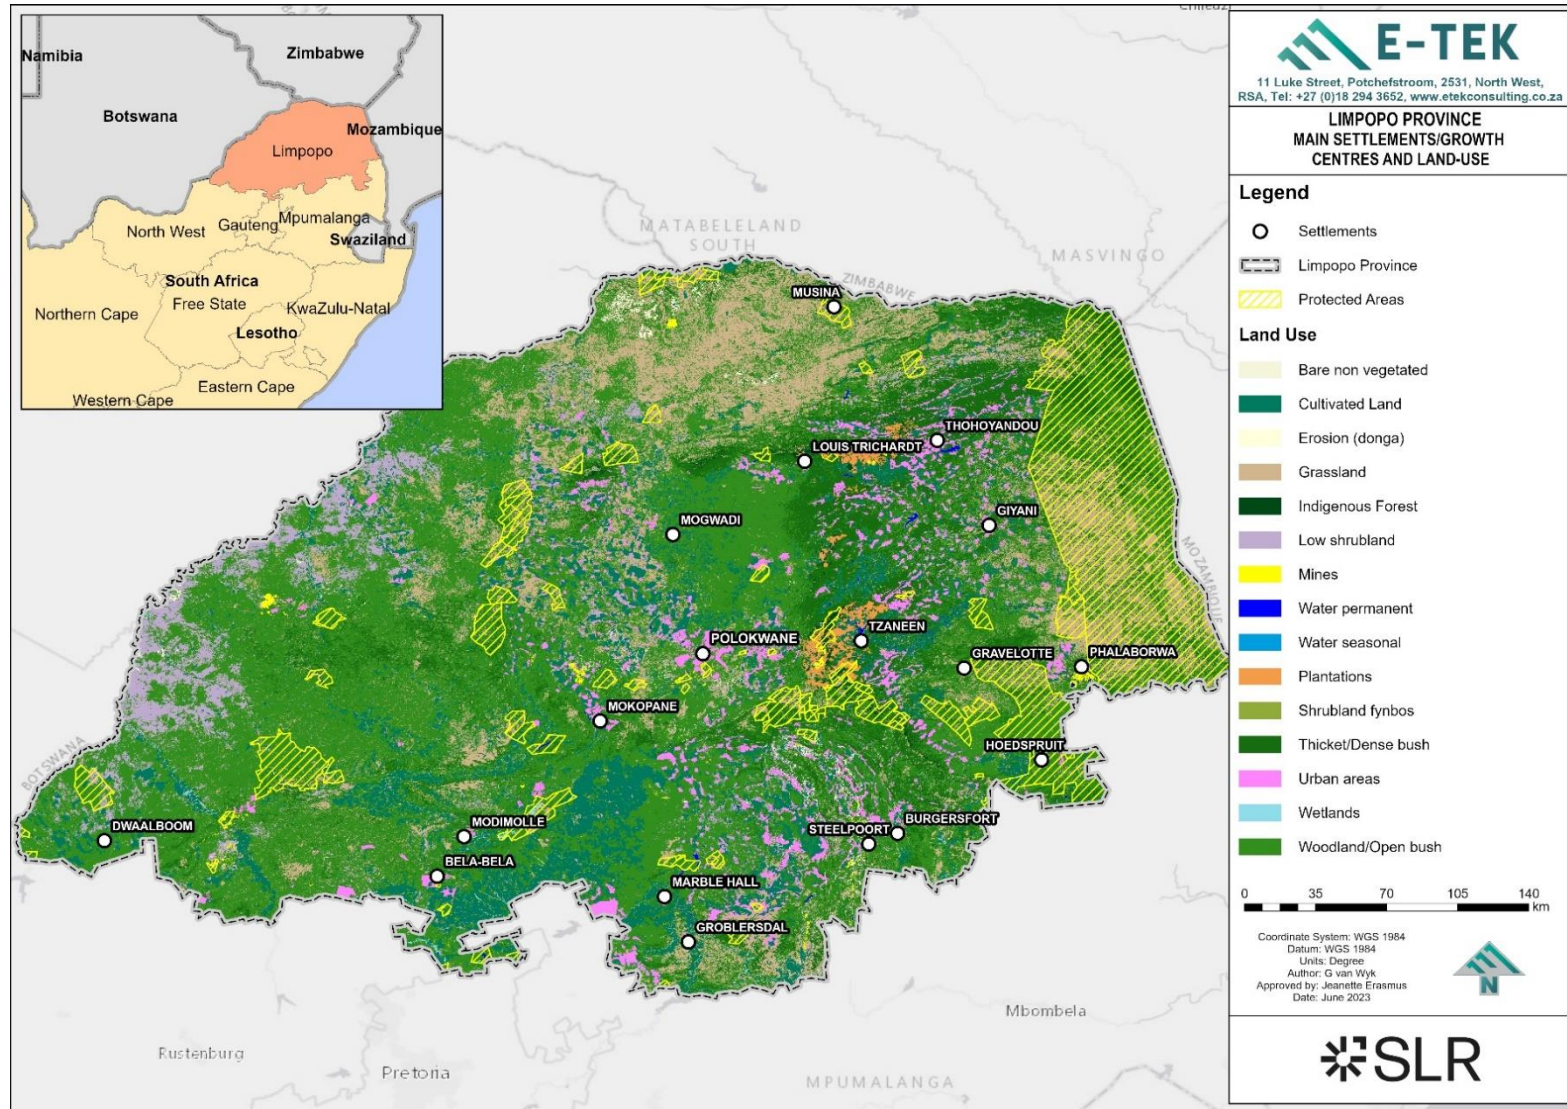 Namibia
Zimbabwe
Botswana
Mozambique
Limpopo
North West
Gauteng
Mpumalanga
Swaziland
South Africa
Free State
Northern Cape
KwaZulu-Natal
Lesotho
Eastern Cape
Western Cape
MATABELELAND
SOUTH
MASVINGO
ZIMBABWE
MUSINA
THOHOYANDOU
LOUIS TRICHARDT
GIYANI
MOGWADI
MOZAMBIQUE
TZANEEN
POLOKWANE
GRAVELOTTE
PHALABORWA
MOKOPANE
HOEDSPRUIT
BOTSWANA
DWAALBOOM
MODIMOLLE
STEELPOORT
BURGERSFORT
BELA-BELA
MARBLE HALL
GROBLERSDAL
Mbombela
Rustenburg
Pretoria
MPUMALANGA
E-TEK
11 Luke Street, Potchefstroom, 2531, North West,
RSA, Tel: +27 (0)18 294 3652, www.etekconsulting.co.za
LIMPOPO PROVINCE
MAIN SETTLEMENTS/GROWTH
CENTRES AND LAND-USE
Legend
Settlements
Limpopo Province
Protected Areas
Land Use
Bare non vegetated
Cultivated Land
Erosion (donga)
Grassland
Indigenous Forest
Low shrubland
Mines
Water permanent
Water seasonal
Plantations
Shrubland fynbos
Thicket/Dense bush
Urban areas
Wetlands
Woodland/Open bush
0 35 70 105 140
km
Coordinate System: WGS 1984
Datum: WGS 1984
Units: Degree
Author: G van Wyk
Approved by: Jeanette Erasmus
Date: June 2023
N
SLR